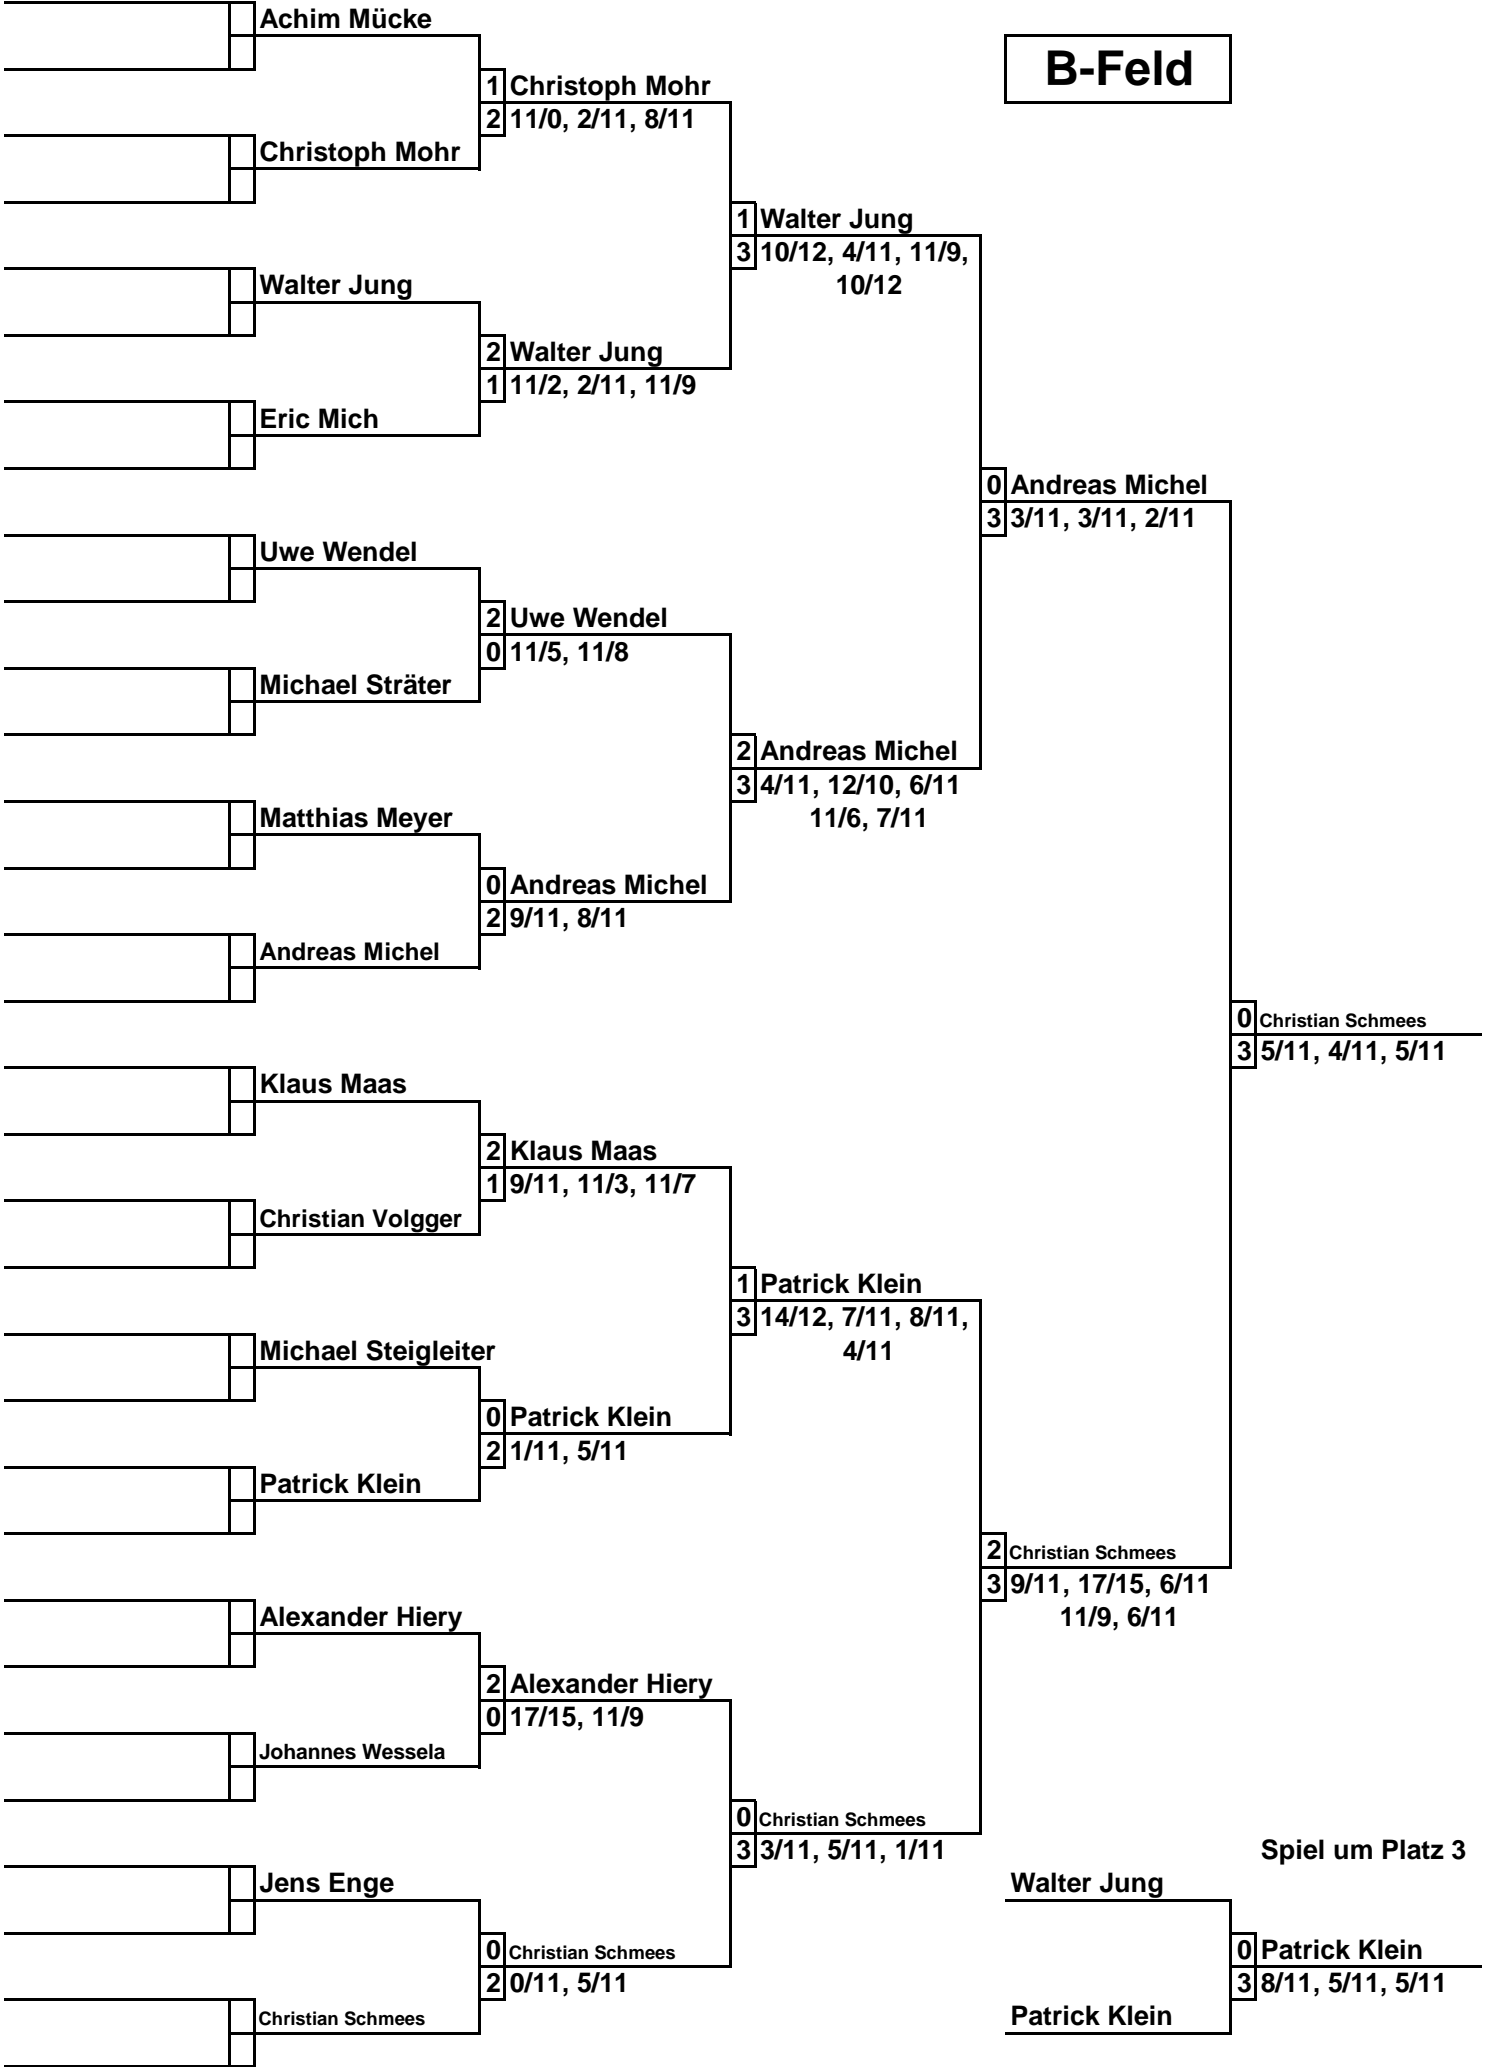 Achim Mücke
B-Feld
1 Christoph Mohr
2 11/0, 2/11, 8/11
Christoph Mohr
1 Walter Jung
3 10/12, 4/11, 11/9,
10/12
Walter Jung
2 Walter Jung
1 11/2, 2/11, 11/9
Eric Mich
0 Andreas Michel
3 3/11, 3/11, 2/11
Uwe Wendel
2 Uwe Wendel
0 11/5, 11/8
Michael Sträter
2 Andreas Michel
3 4/11, 12/10, 6/11
11/6, 7/11
Matthias Meyer
0 Andreas Michel
2 9/11, 8/11
Andreas Michel
0 Christian Schmees
3 5/11, 4/11, 5/11
Klaus Maas
2 Klaus Maas
1 9/11, 11/3, 11/7
Christian Volgger
1 Patrick Klein
3 14/12, 7/11, 8/11,
4/11
Michael Steigleiter
0 Patrick Klein
2 1/11, 5/11
Patrick Klein
2 Christian Schmees
3 9/11, 17/15, 6/11
11/9, 6/11
Alexander Hiery
2 Alexander Hiery
0 17/15, 11/9
Johannes Wessela
0 Christian Schmees
3 3/11, 5/11, 1/11
Spiel um Platz 3
Jens Enge
Walter Jung
0 Christian Schmees
2 0/11, 5/11
0 Patrick Klein
3 8/11, 5/11, 5/11
Christian Schmees
Patrick Klein